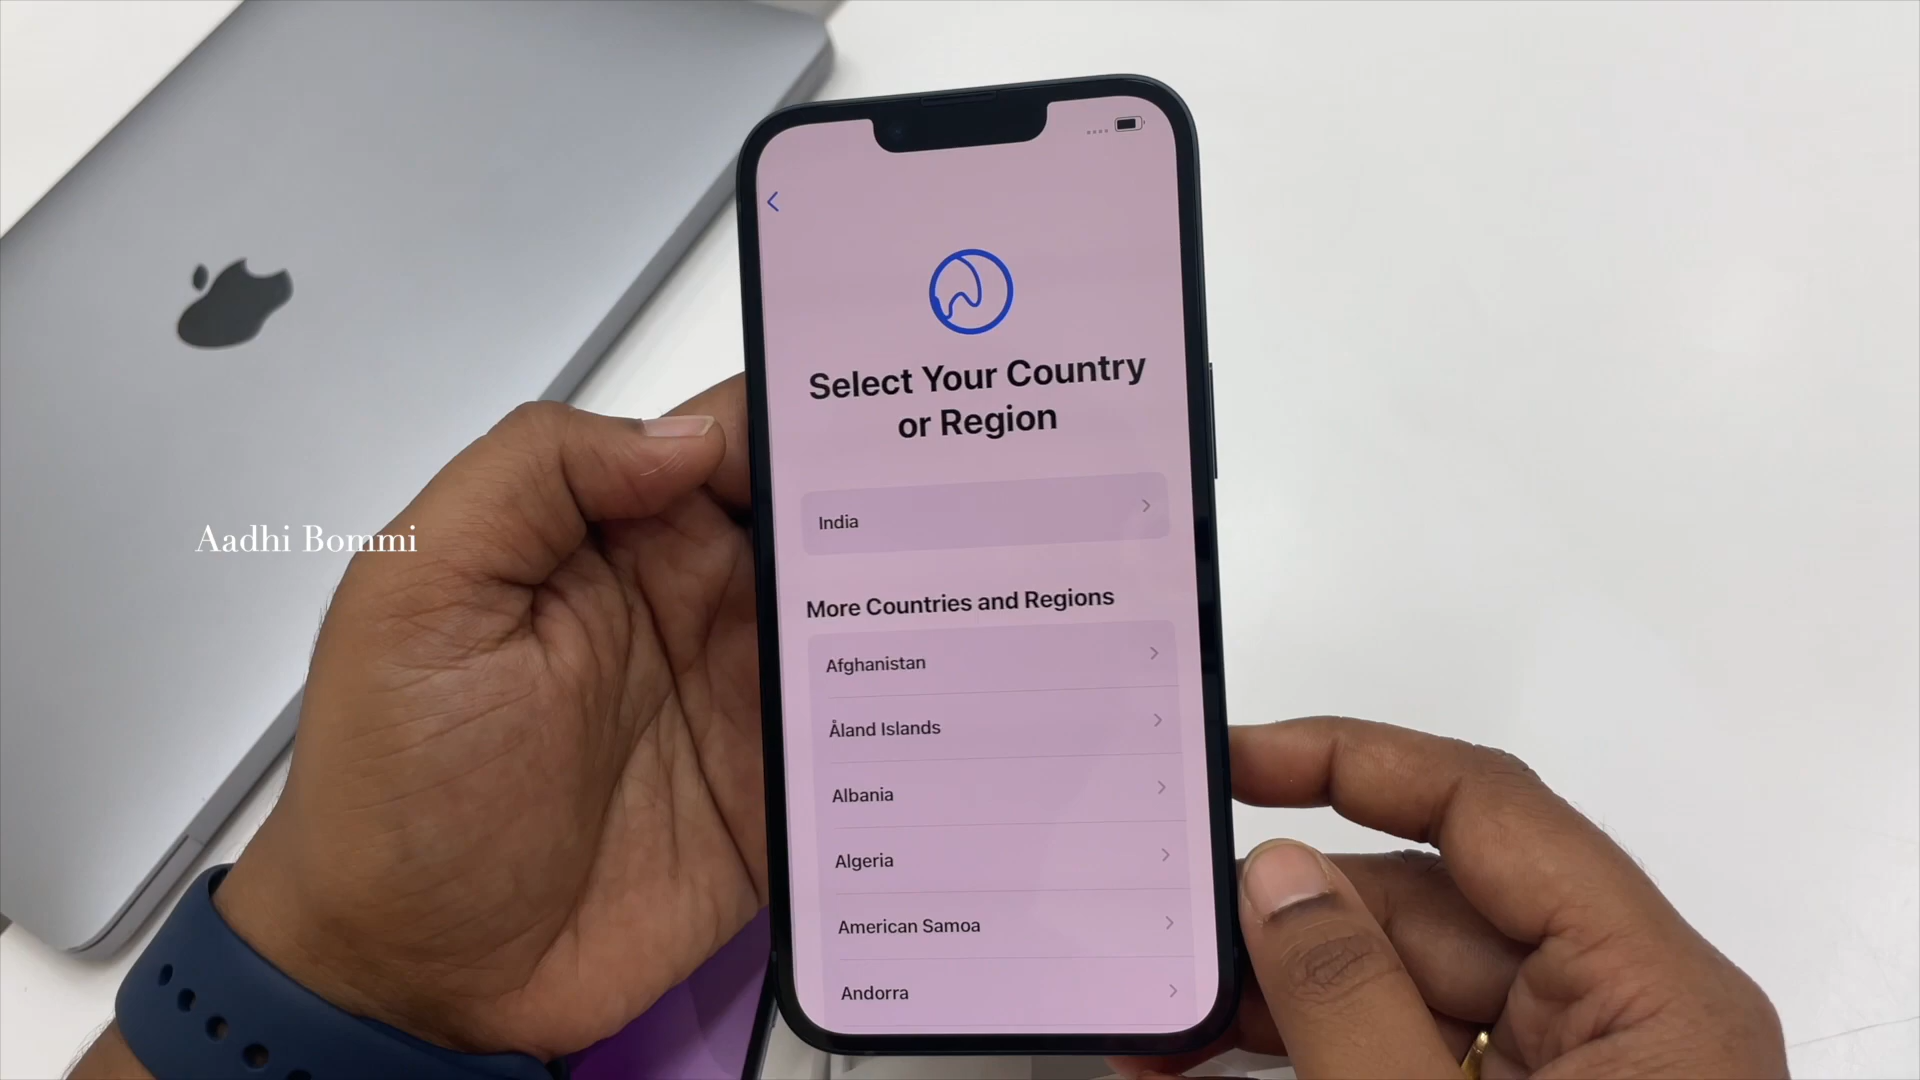 Select Your Country
or Region
India
More Countries and Regions
Afghanistan
Åland Islands
Albania
Algeria
American Samoa
Andorra
Aadhi Bommi